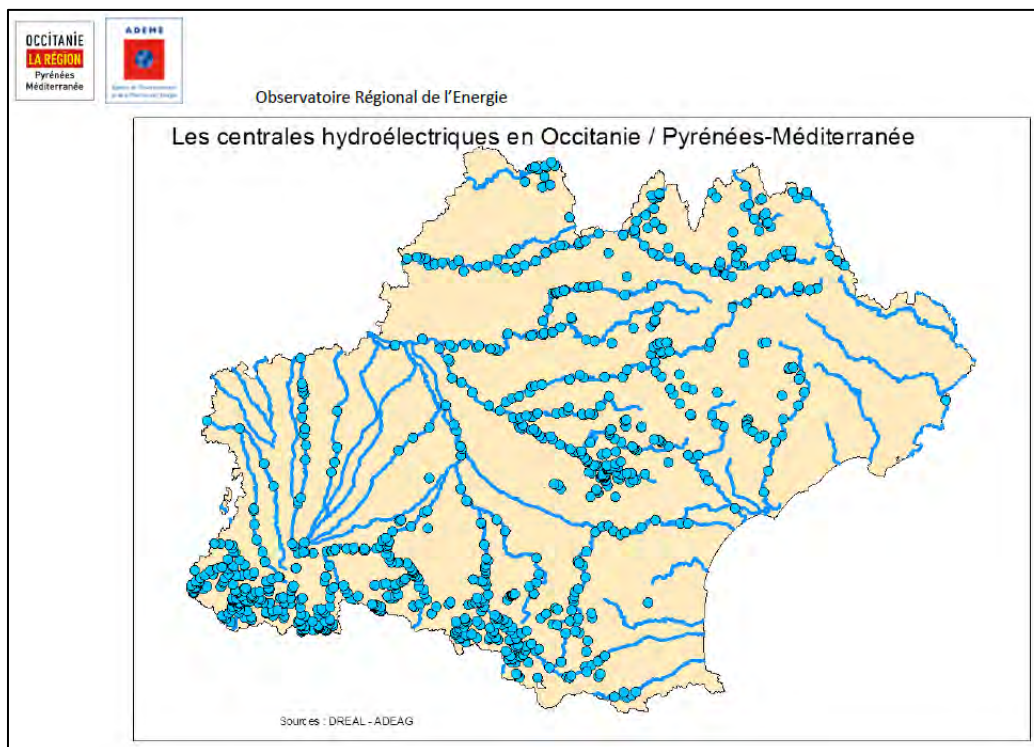 OCCITANIE
LA RÉGION
Pyrénées
Méditerranée
ADEME
Observatoire Régional de l'Energie
Les centrales hydroélectriques en Occitanie / Pyrénées-Méditerranée
Sources : DREAL - ADEAG